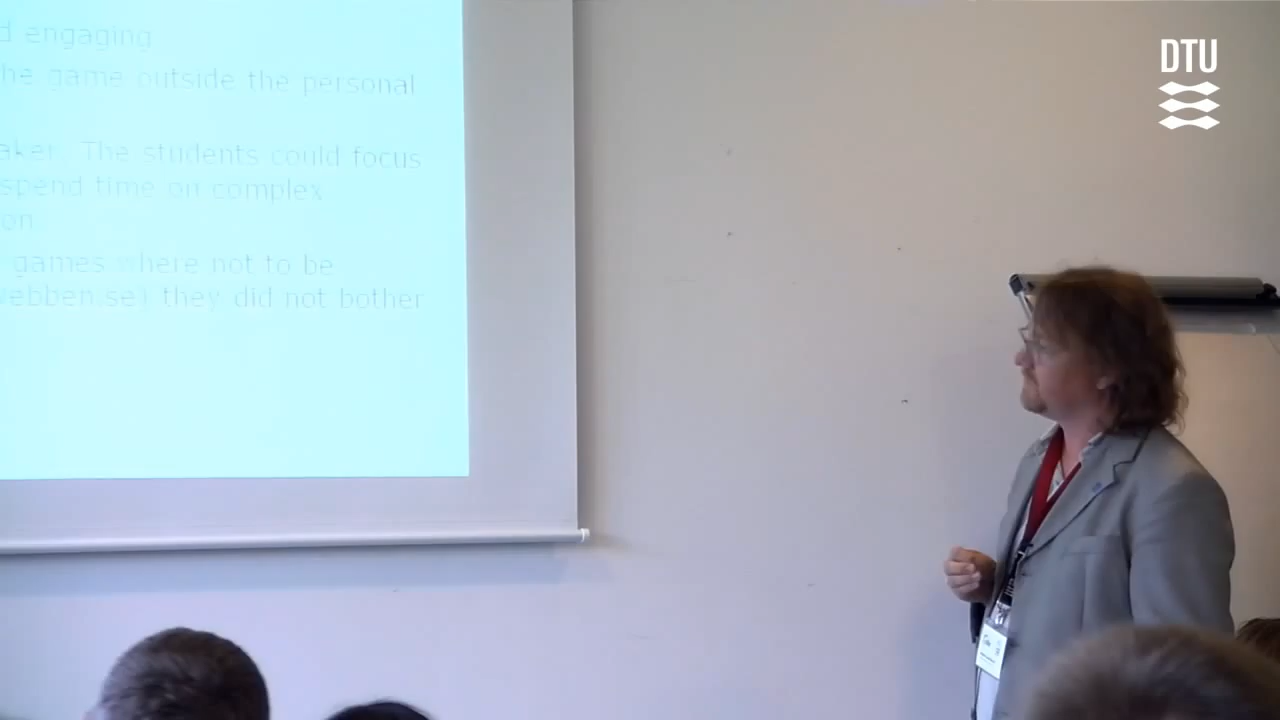 DTU
d engaging
he game outside the personal
aker. The students could focus
spend time on complex
on.
games where not to be
vebben.se) they did not bother